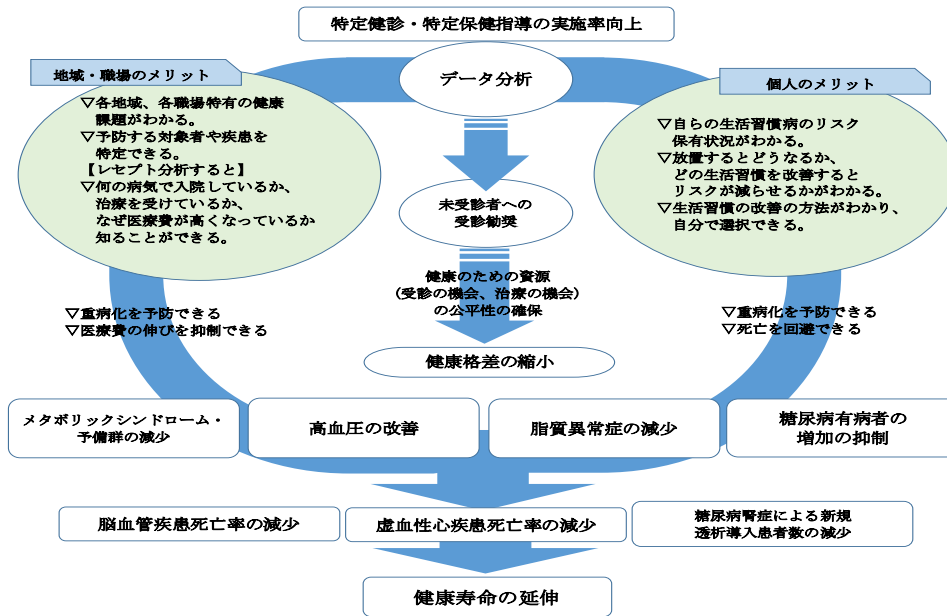 特定健診・特定保健指導の実施率向上
データ分析
地域・職場のメリット
▽各地域、各職場特有の健康
課題がわかる。
▽予防する対象者や疾患を
特定できる。
【レセプト分析すると】
▽何の病気で入院しているか、
治療を受けているか、
なぜ医療費が高くなっているか
知ることができる。
個人のメリット
▽自らの生活習慣病のリスク
保有状況がわかる。
▽放置するとどうなるか、
どの生活習慣を改善すると
リスクが減らせるかがわかる。
▽生活習慣の改善の方法がわかり、
自分で選択できる。
未受診者への
受診勧奨
健康のための資源
(受診の機会、治療の機会)
の公平性の確保
▽重病化を予防できる
▽医療費の伸びを抑制できる
▽重病化を予防できる
▽死亡を回避できる
健康格差の縮小
メタボリックシンドローム・
予備群の減少
高血圧の改善
脂質異常症の減少
糖尿病有病者の
増加の抑制
脳血管疾患死亡率の減少
虚血性心疾患死亡率の減少
糖尿病腎症による新規
透析導入患者数の減少
健康寿命の延伸